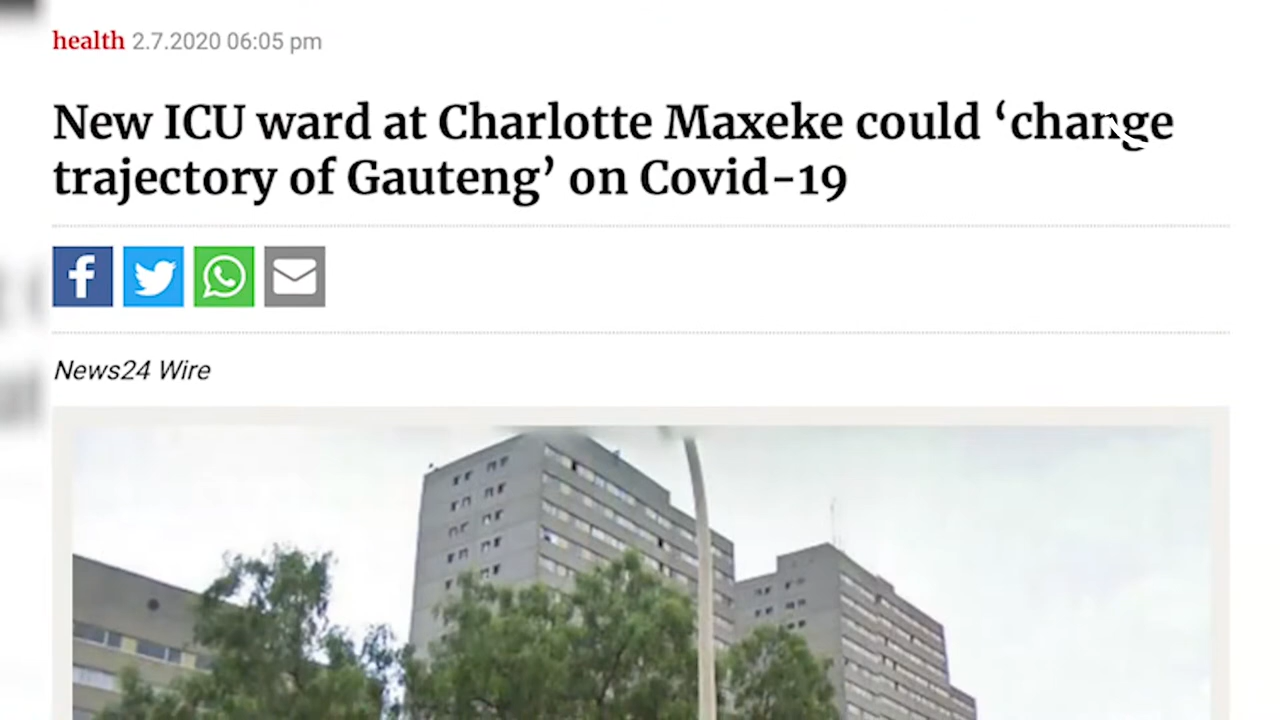 health 2.7.2020 06:05 pm
New ICU ward at Charlotte Maxeke could ‘change
trajectory of Gauteng’ on Covid-19
News24 Wire